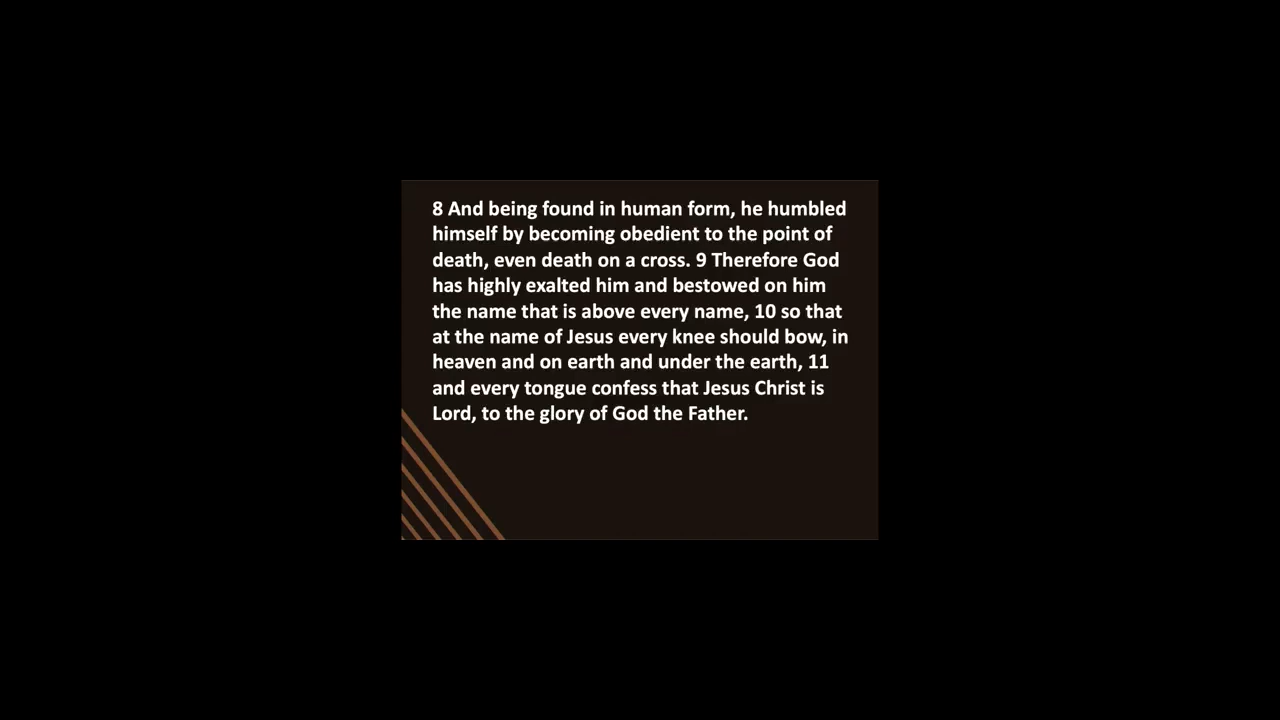 8 And being found in human form, he humbled
himself by becoming obedient to the point of
death, even death on a cross. 9 Therefore God
has highly exalted him and bestowed on him
the name that is above every name, 10 so that
at the name of Jesus every knee should bow, in
heaven and on earth and under the earth, 11
and every tongue confess that Jesus Christ is
Lord, to the glory of God the Father.